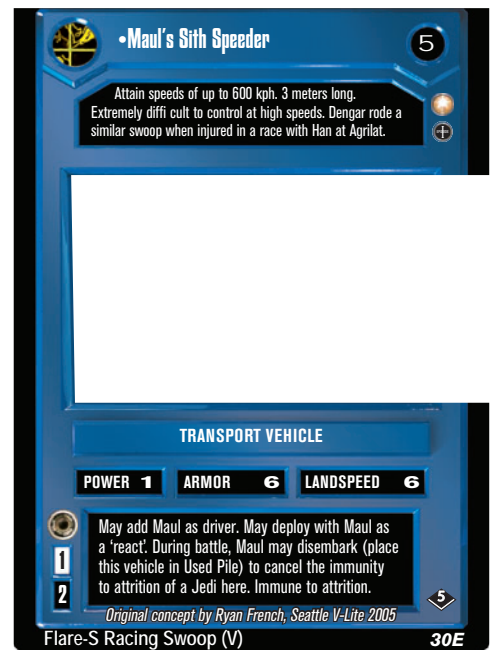 •Maul's Sith Speeder
5
Attain speeds of up to 600 kph. 3 meters long.
Extremely diffi cult to control at high speeds. Dengar rode a
similar swoop when injured in a race with Han at Agrilat.
TRANSPORT VEHICLE
POWER 1 ARMOR 6 LANDSPEED 6
May add Maul as driver. May deploy with Maul as
a 'react'. During battle, Maul may disembark (place
this vehicle in Used Pile) to cancel the immunity
to attrition of a Jedi here. Immune to attrition.
1
2
5
Original concept by Ryan French, Seattle V-Lite 2005
Flare-S Racing Swoop (V) 30E